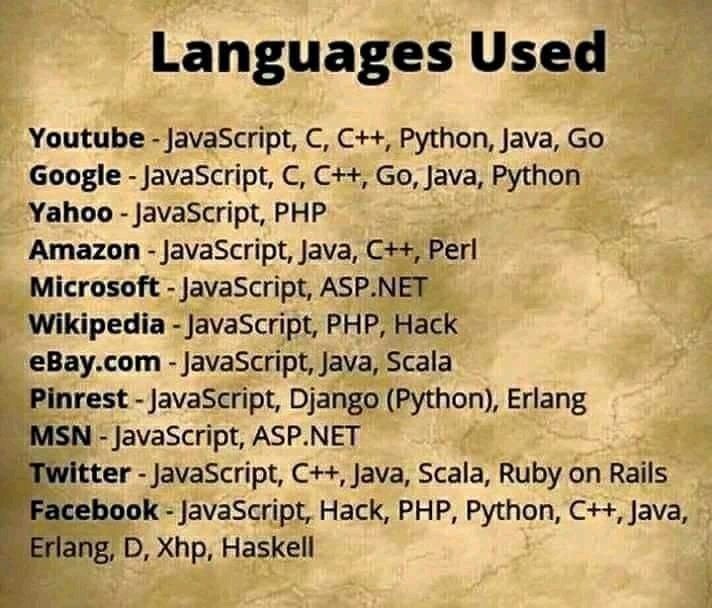 Languages Used
Youtube - JavaScript, C, C++, Python, Java, Go
Google - JavaScript, C, C++, Go, Java, Python
Yahoo - JavaScript, PHP
Amazon - JavaScript, Java, C++, Perl
Microsoft - JavaScript, ASP.NET
Wikipedia - JavaScript, PHP, Hack
eBay.com - JavaScript, Java, Scala
Pinrest - JavaScript, Django (Python), Erlang
MSN - JavaScript, ASP.NET
Twitter - JavaScript, C++, Java, Scala, Ruby on Rails
Facebook - JavaScript, Hack, PHP, Python, C++, Java,
Erlang, D, Xhp, Haskell